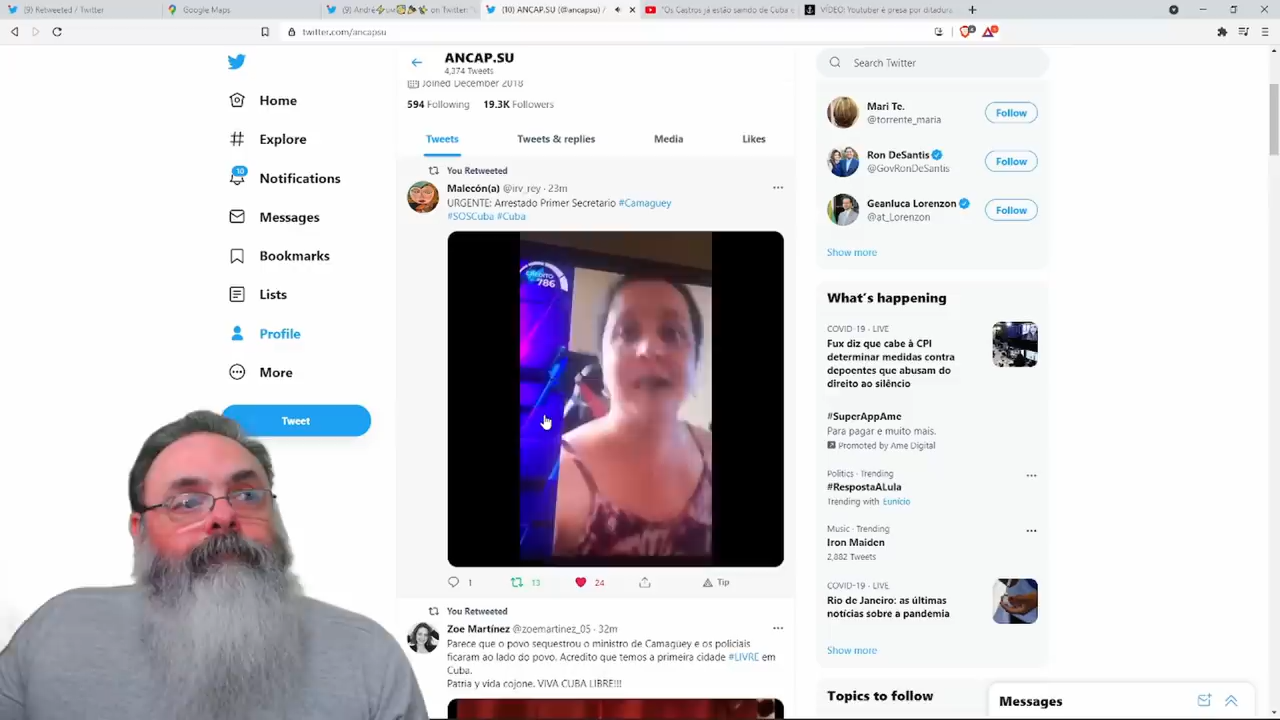 (9) Retweeted / Twitter
Google Maps
on Twitter:
(10) ANCAP.SU (@ancapsu) /
"Os Castros já estão saindo de Cuba e
VÍDEO: Youtuber é presa por ditadura
twitter.com/ancapsu
ANCAP.SU
4,374 Tweets
Joined December 2018
594 Following 19.3K Followers
Tweets
Tweets & replies
Media
Likes
Home
Explore
10
Notifications
Messages
Bookmarks
Lists
Profile
More
Tweet
You Retweeted
Malecón(a) @irv_rey · 23m
URGENTE: Arrestado Primer Secretario #Camaguey
#SOSCuba #Cuba
786
1
13
24
Tip
You Retweeted
Zoe Martínez @zoemartinez_05 · 32m
Parece que o povo sequestrou o ministro de Camaguey e os policiais
ficaram ao lado do povo. Acredito que temos a primeira cidade #LIVRE em
Cuba.
Patria y vida cojone. VIVA CUBA LIBRE!!!
Search Twitter
Mari Te.
@torrente_maria
Follow
Ron DeSantis
@GovRonDeSantis
Follow
Geanluca Lorenzon
@at_Lorenzon
Follow
Show more
What's happening
COVID-19 · LIVE
Fux diz que cabe à CPI
determinar medidas contra
depoentes que abusam do
direito ao silêncio
#SuperAppAme
Para pagar e muito mais.
Promoted by Ame Digital
Politics · Trending
#RespostaALula
Trending with Eunício
Music · Trending
Iron Maiden
2,882 Tweets
COVID-19 · LIVE
Rio de Janeiro: as últimas
notícias sobre a pandemia
Show more
Topics to follow
Messages